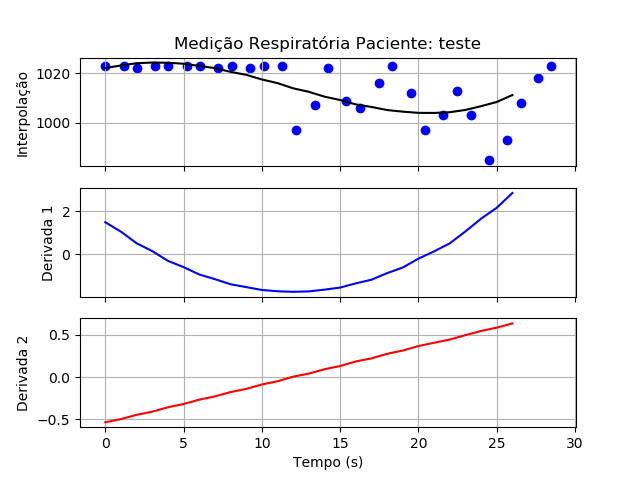 Medição Respiratória Paciente: teste
1020
1000
Interpolação
2
0
Derivada 1
0.5
0.0
−0.5
Derivada 2
0 5 10 15 20 25 30
Tempo (s)